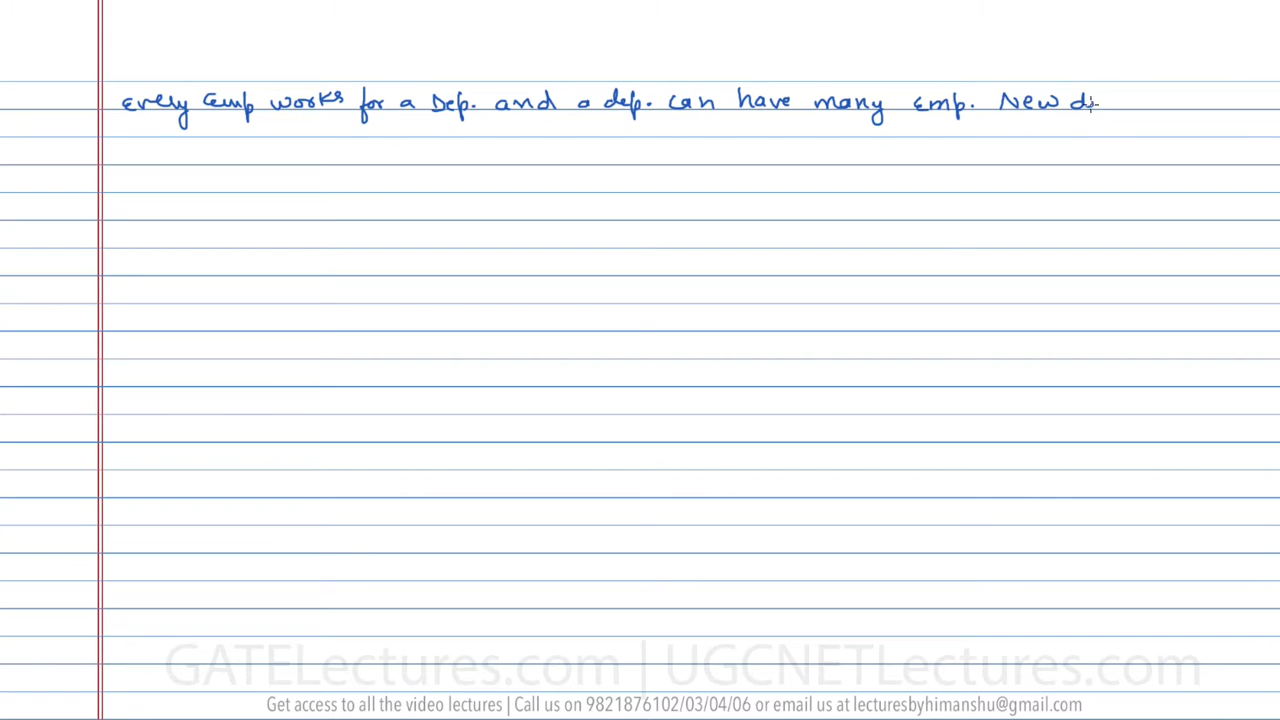 Every Emp works for a Dep. and a dep. can have many Emp. New d
GATELectures.com | UGCNETLectures.com
Get access to all the video lectures | Call us on 9821876102/03/04/06 or email us at lecturesbyhimanshu@gmail.com